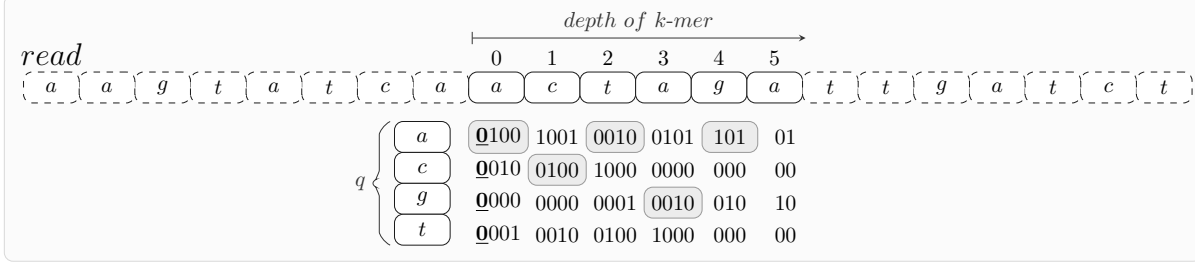 depth of k-mer
read
0 1 2 3 4 5
a a g t a t c a a c t a g a t t g a t c t
q
a 0100 1001 0010 0101 101 01
c 0010 0100 1000 0000 000 00
g 0000 0000 0001 0010 010 10
t 0001 0010 0100 1000 000 00